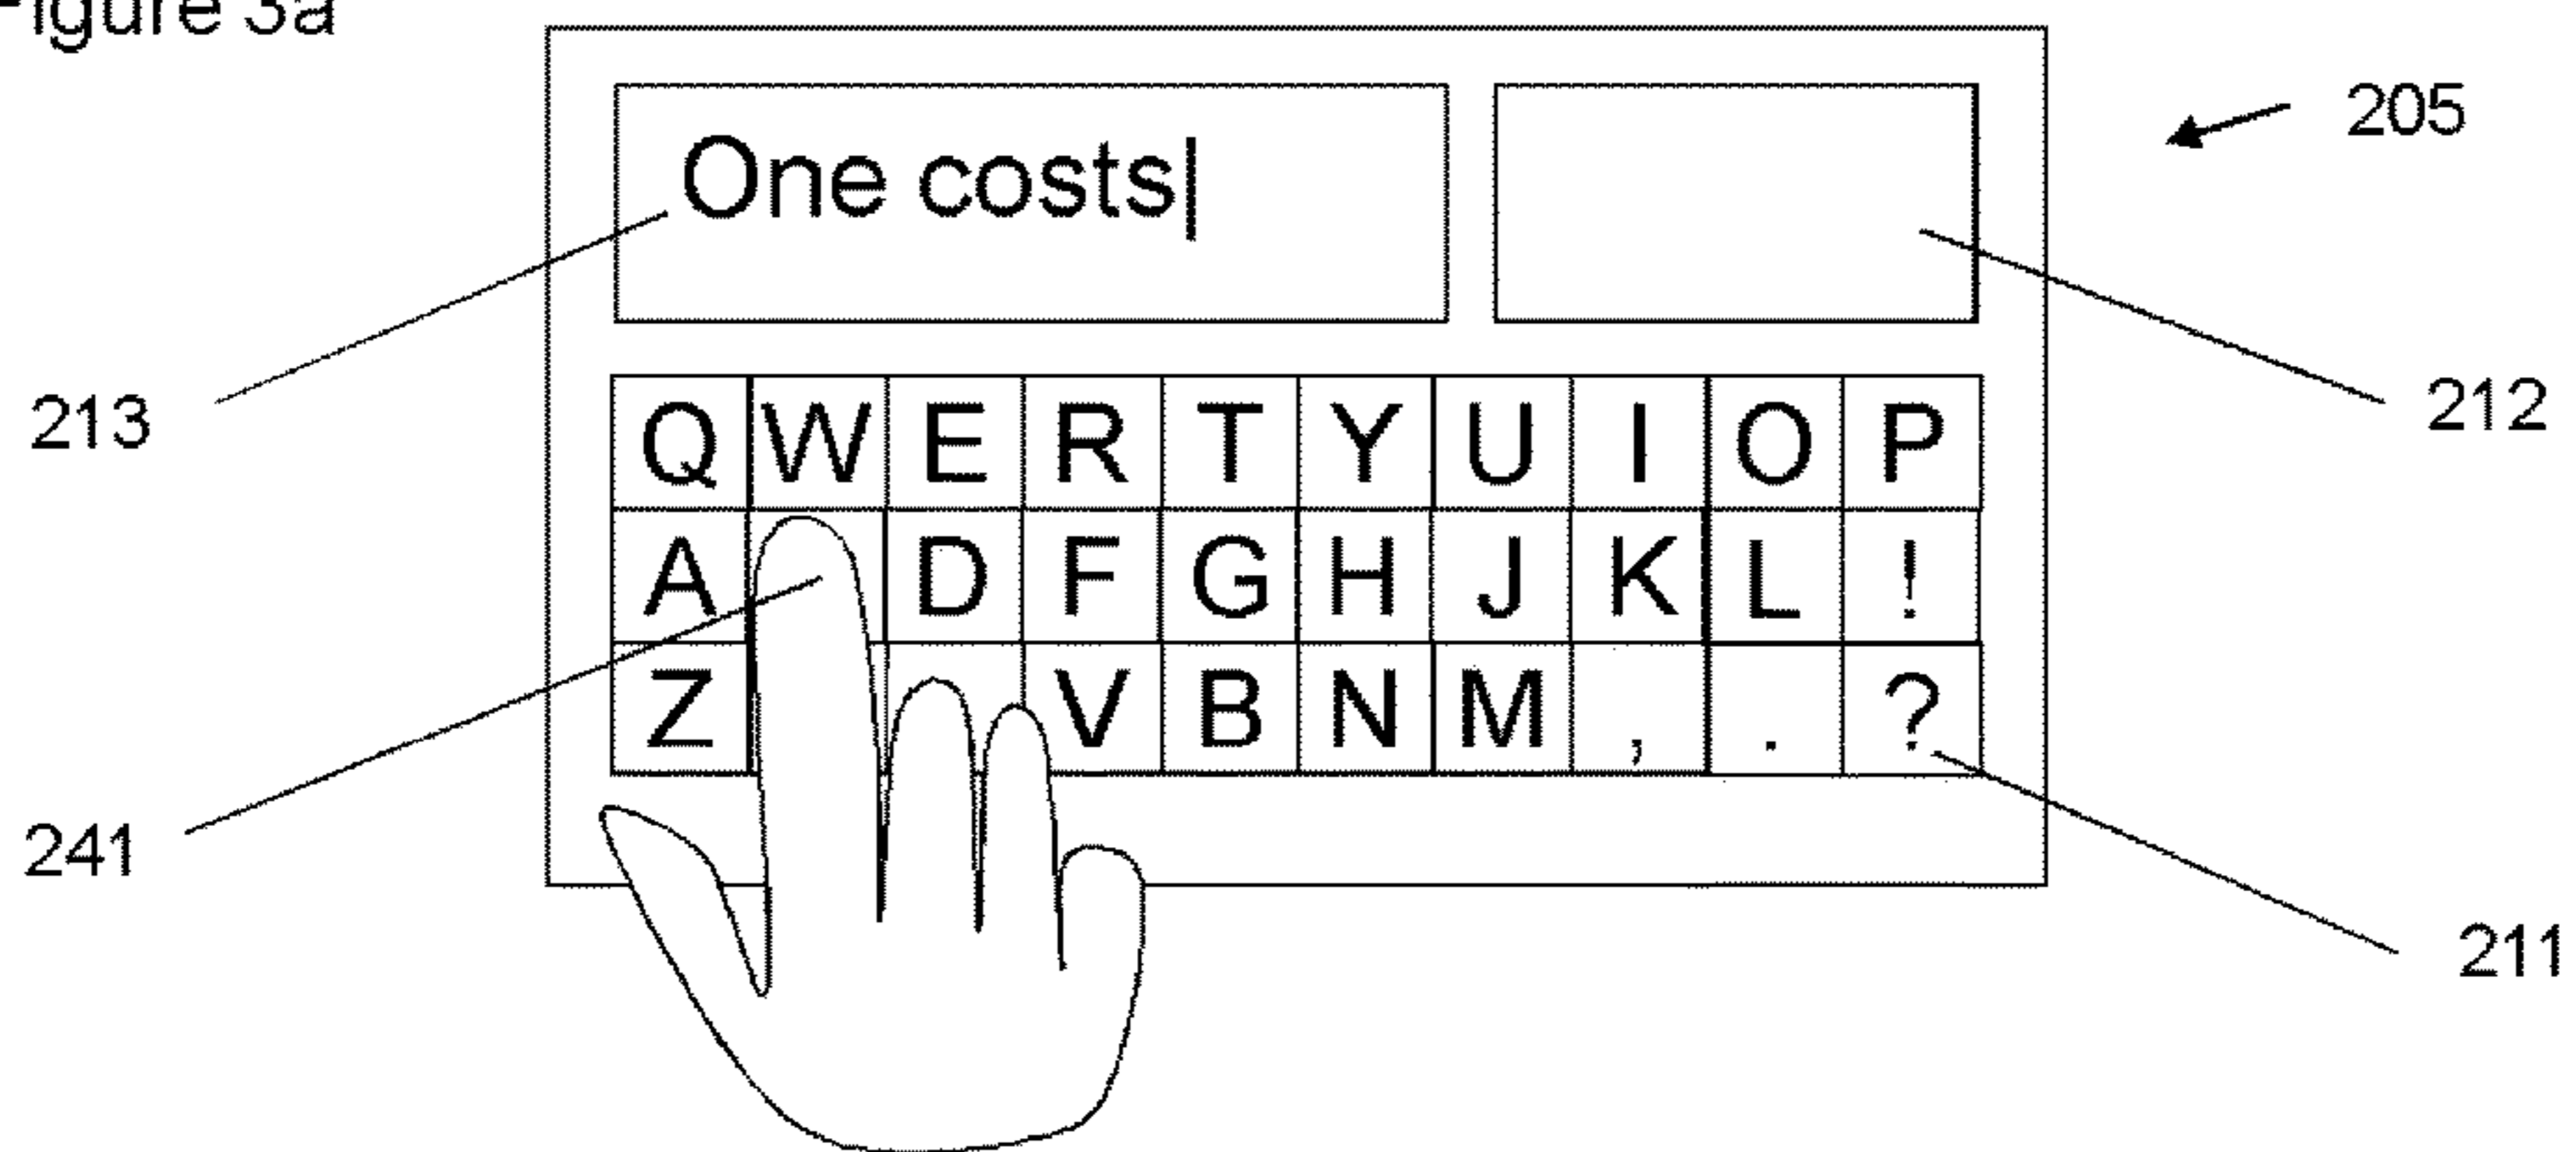 Figure 3a
One costs
205
213
212
Q W E R T Y U I O P
A D F G H J K L !
Z V B N M , . ?
241
211